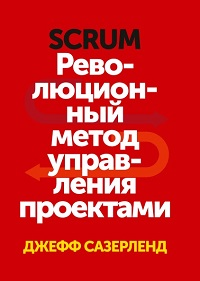 SCRUM
Рево-
люцион-
ный
метод
управ-
ления
проектами
ДЖЕФФ САЗЕРЛЕНД